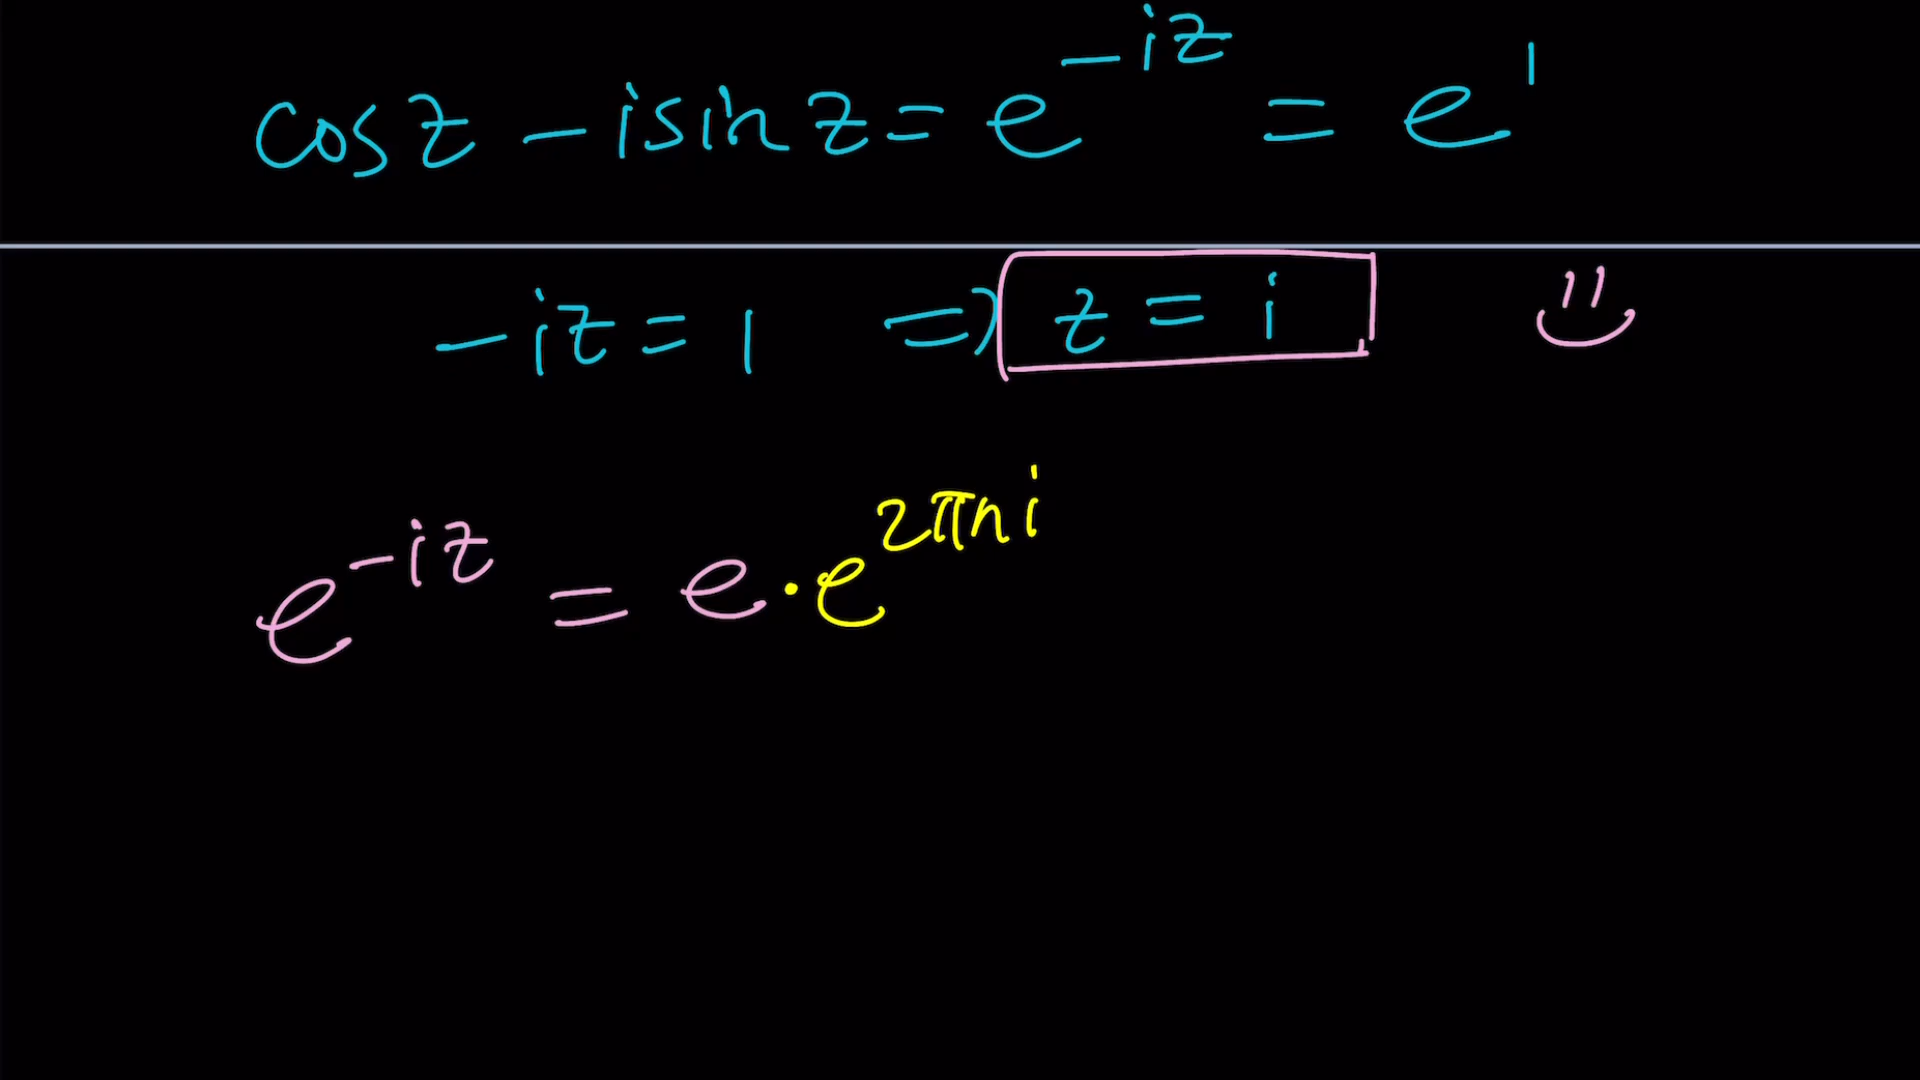 cos z - i sin z = e^{-iz} = e^1
-iz = 1 => z = i
e^{-iz} = e · e^{2πni}